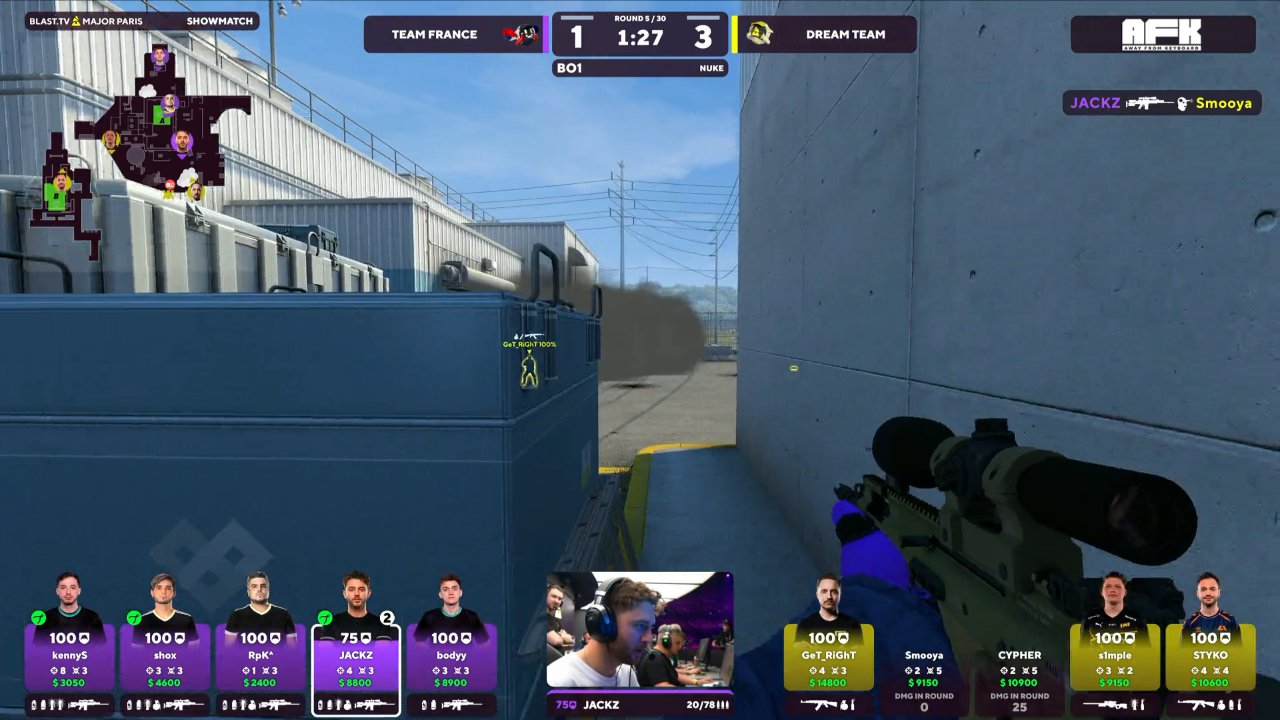 BLAST.TV MAJOR PARIS SHOWMATCH
TEAM FRANCE
1
ROUND 5 / 30
1:27
3
DREAM TEAM
BO1 NUKE
AFK
AWAY FROM KEYBOARD
JACKZ Smooya
GeT_RiGhT 100%
100 kennyS 8 3 $3050
100 shox 3 3 $4600
100 RpK^ 1 3 $2400
2
75 JACKZ 4 3 $8800
100 bodyy 3 3 $8900
75 JACKZ 20/78
100 GeT_RiGhT 4 3 $14800
Smooya 2 5 $9150 DMG IN ROUND 0
CYPHER 2 5 $10900 DMG IN ROUND 25
100 s1mple 3 2 $9150
100 STYKO 4 4 $10600